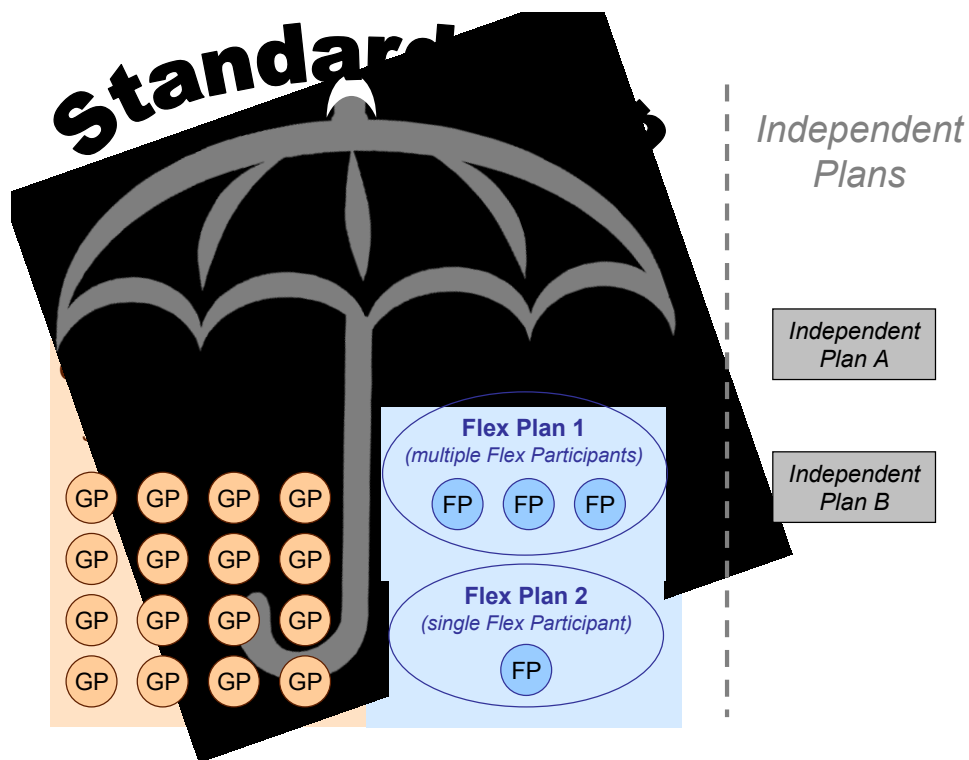 Standard
Independent
Plans
Independent
Plan A
Flex Plan 1
(multiple Flex Participants)
Independent
Plan B
GP GP GP GP
FP FP FP
GP GP GP GP
Flex Plan 2
(single Flex Participant)
GP GP GP GP
FP
GP GP GP GP